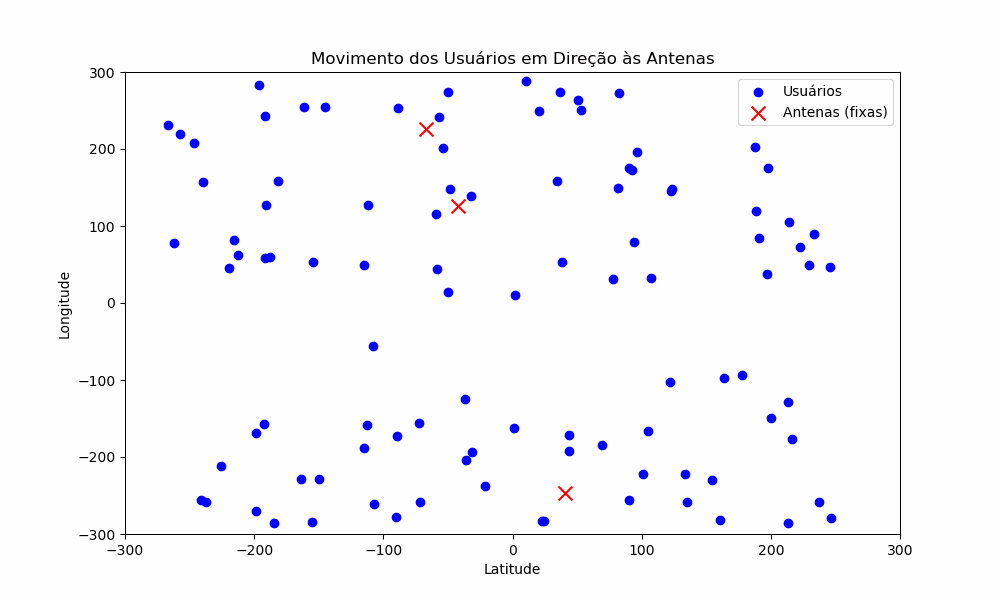 Movimento dos Usuários em Direção às Antenas
Usuários
Antenas (fixas)
300
200
100
0
−100
−200
−300
Longitude
−300
−200
−100
0
100
200
300
Latitude